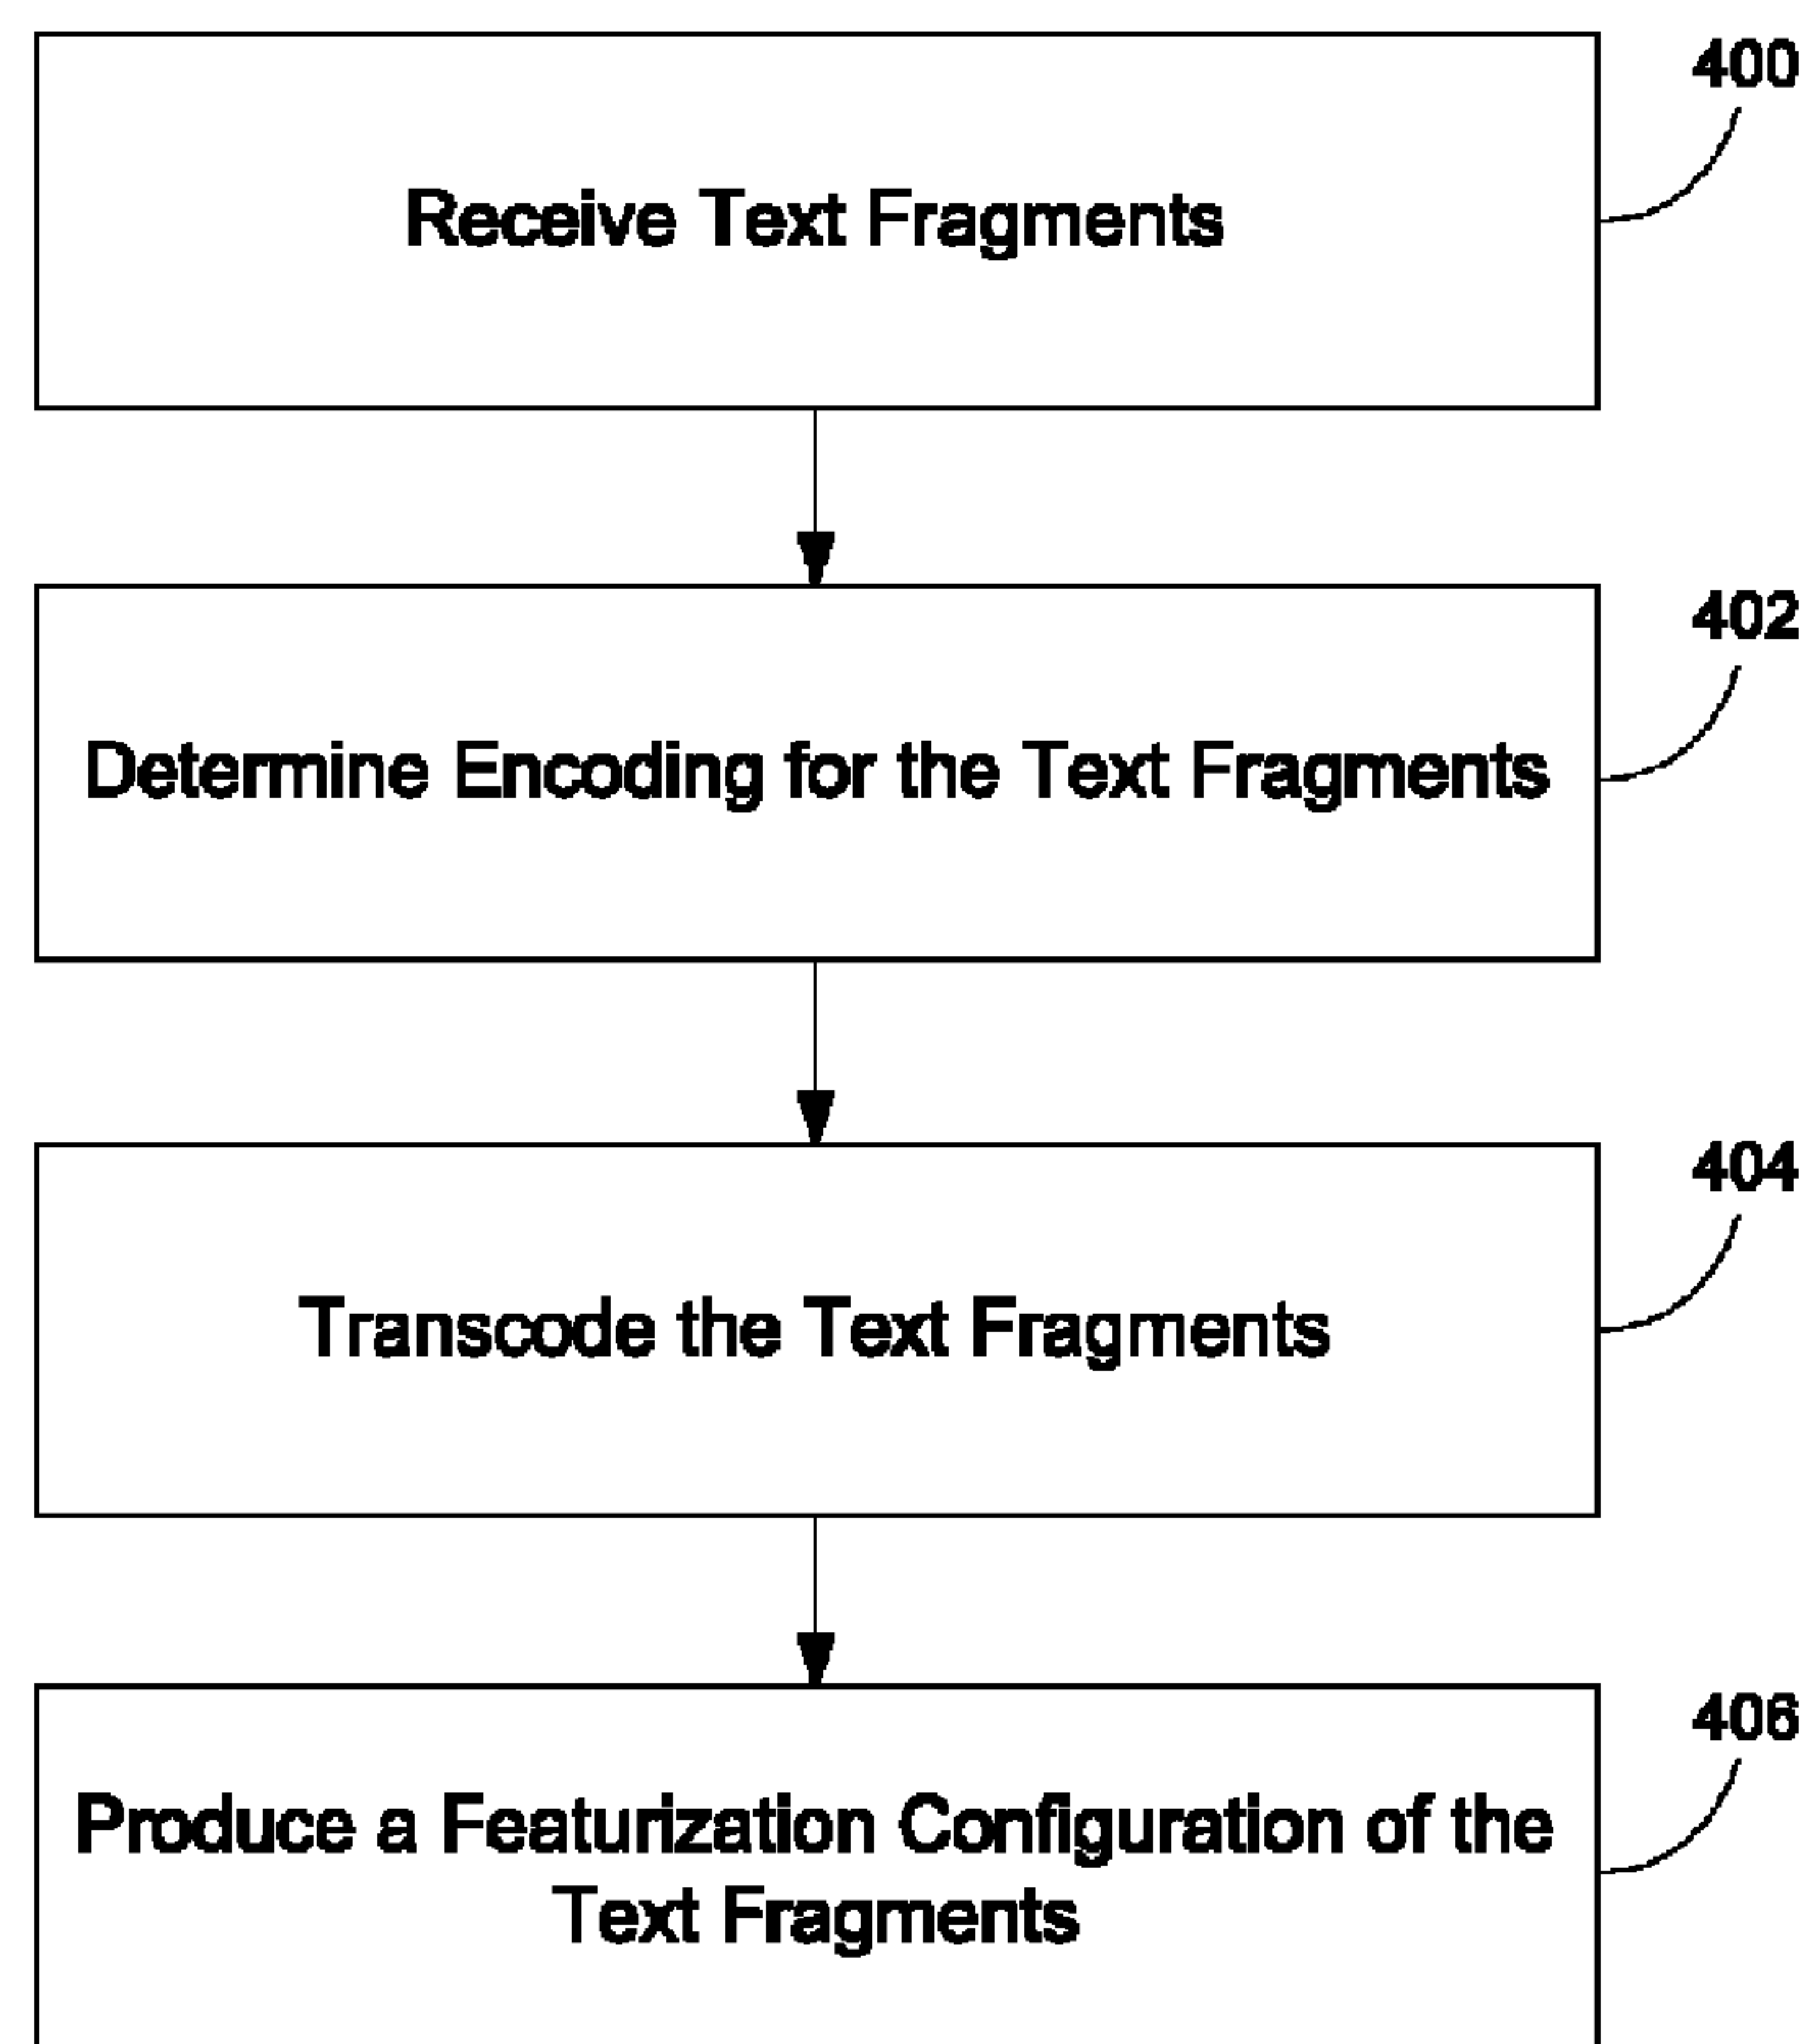 400
Receive Text Fragments
402
Determine Encoding for the Text Fragments
404
Transcode the Text Fragments
406
Produce a Featurization Configuration of the
Text Fragments